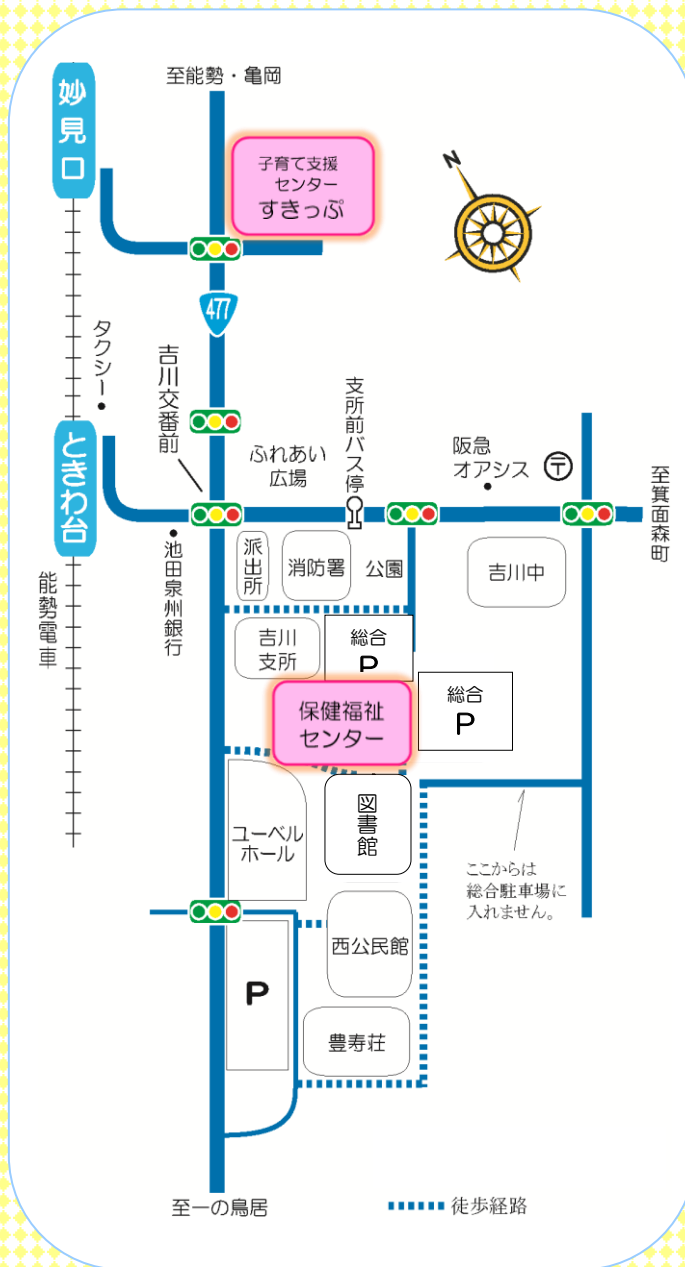 至能勢・亀岡
妙見口
子育て支援
センター
すきっぷ
N
477
タクシー
吉川交番前
支所前バス停
ときわ台
ふれあい
広場
阪急
オアシス
〒
至箕面森町
池田泉州銀行
派出所
消防署
公園
吉川中
能勢電車
吉川
支所
総合
P
総合
P
保健福祉
センター
ユーベル
ホール
図書館
ここからは
総合駐車場に
入れません。
西公民館
P
豊寿荘
至一の鳥居
徒歩経路